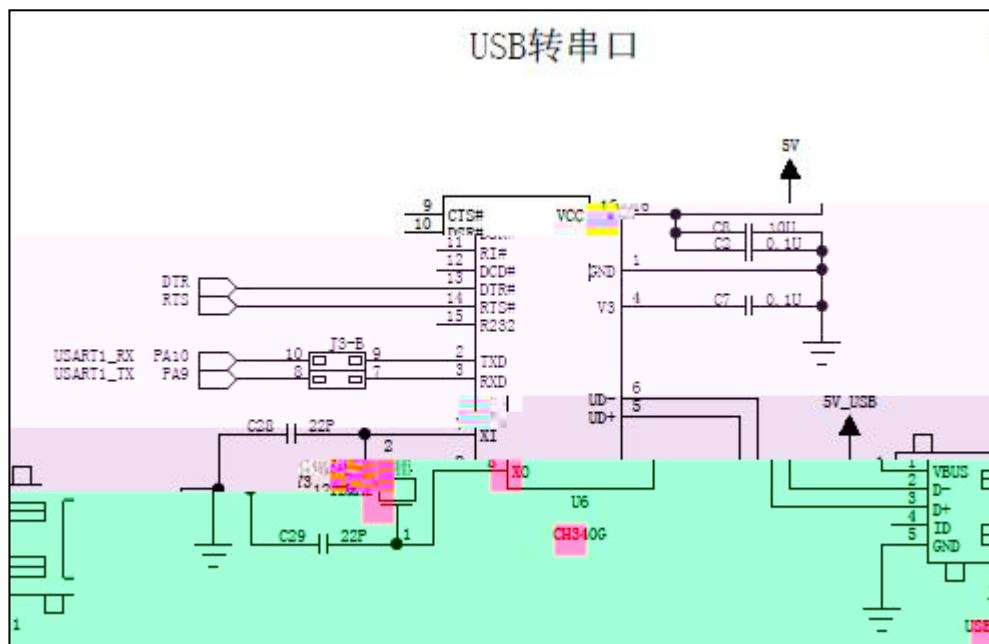 USB转串口
5V
9 CTS# VCC
10
C8 10U
C2 0.1U
11 RI#
12 DCD# GND 1
DTR 13 DTR#
RTS 14 RTS# V3 4 C7 0.1U
15 R232
J3-B
USART1_RX PA10 10 9 2 TXD
USART1_TX PA9 8 7 3 RXD
UD- 6
UD+ 5
5V_USB
C28 22P XI
2
XO
1 VBUS
2 D-
3 D+
4 ID
5 GND
U6
CH340G
C29 22P 1
1
USB